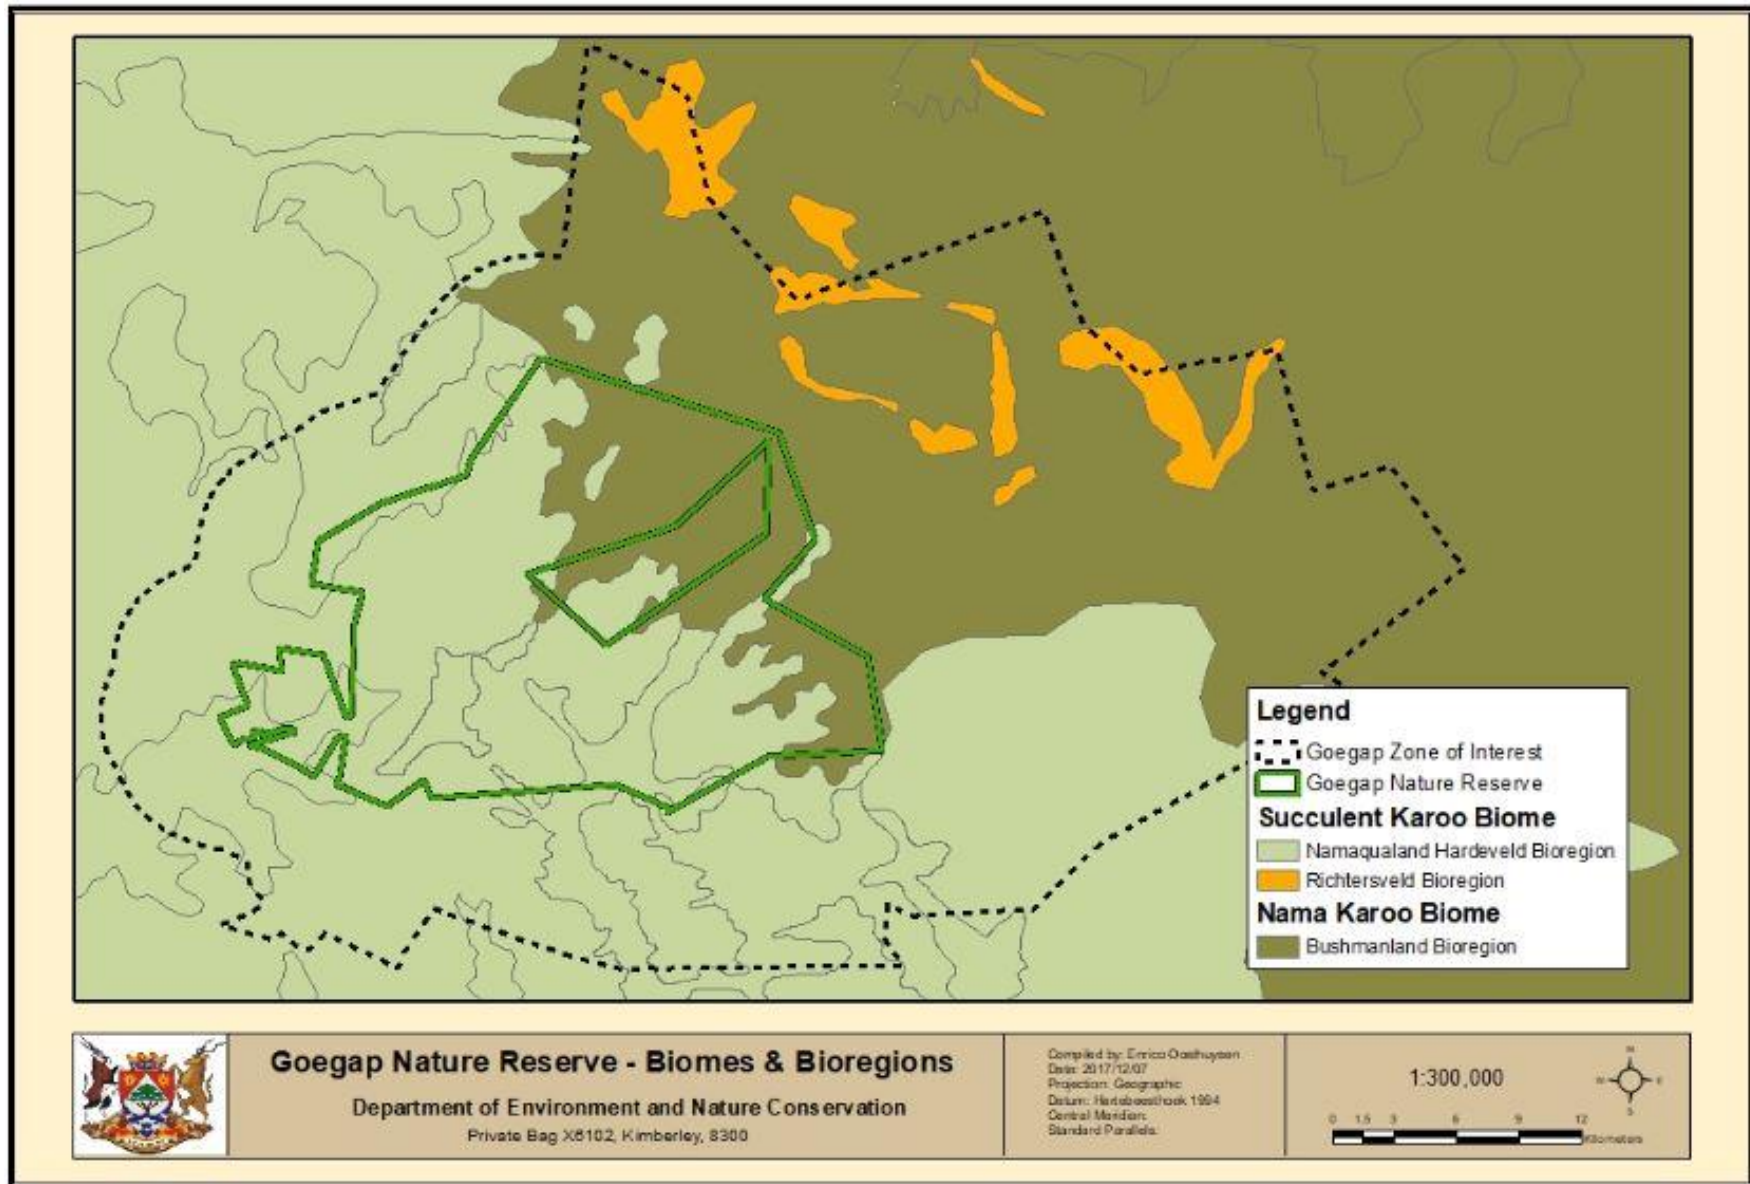 Legend
Goegap Zone of Interest
Goegap Nature Reserve
Succulent Karoo Biome
Namaqualand Hardeveld Bioregion
Richtersveld Bioregion
Nama Karoo Biome
Bushmanland Bioregion
Goegap Nature Reserve - Biomes & Bioregions
Department of Environment and Nature Conservation
Private Bag X6102, Kimberley, 8300
Compiled by: Enrico Oosthuysen
Date: 2017/12/07
Projection: Geographic
Datum: Hartebeesthoek 1994
Central Meridian:
Standard Parallels:
1:300,000
N
W E
S
0 1.5 3 6 9 12
Kilometers